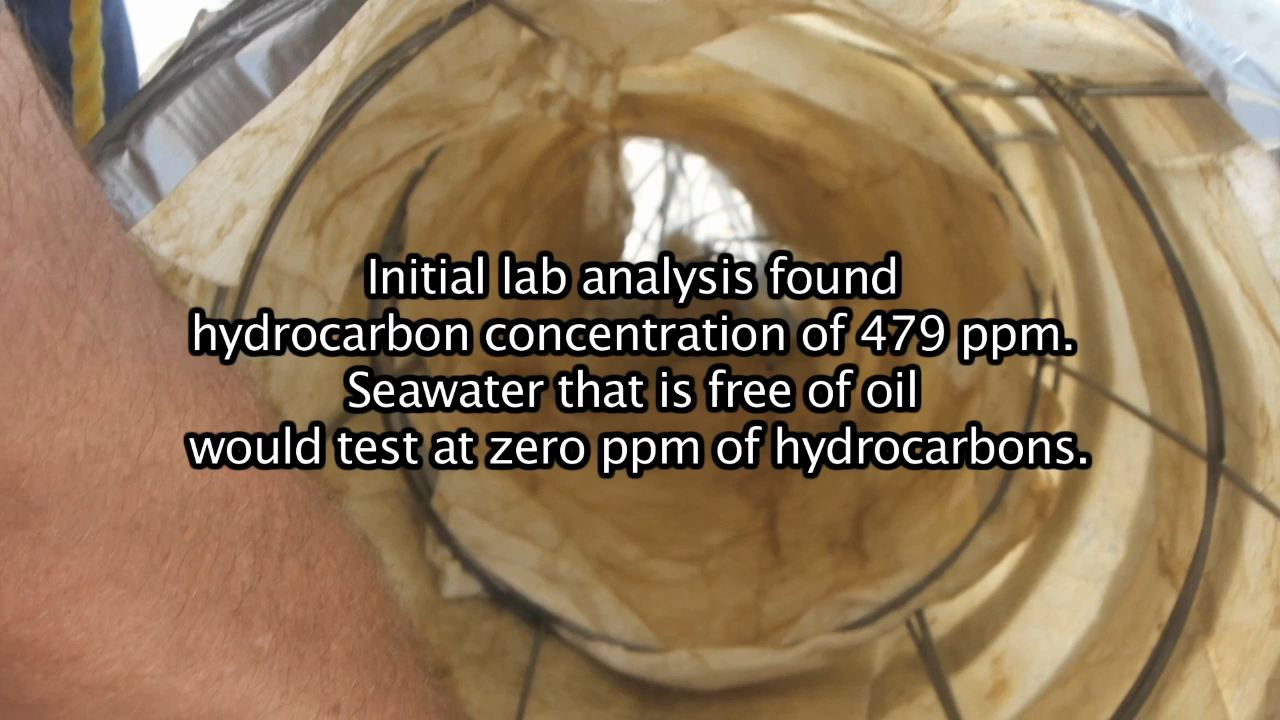 Initial lab analysis found
hydrocarbon concentration of 479 ppm.
Seawater that is free of oil
would test at zero ppm of hydrocarbons.